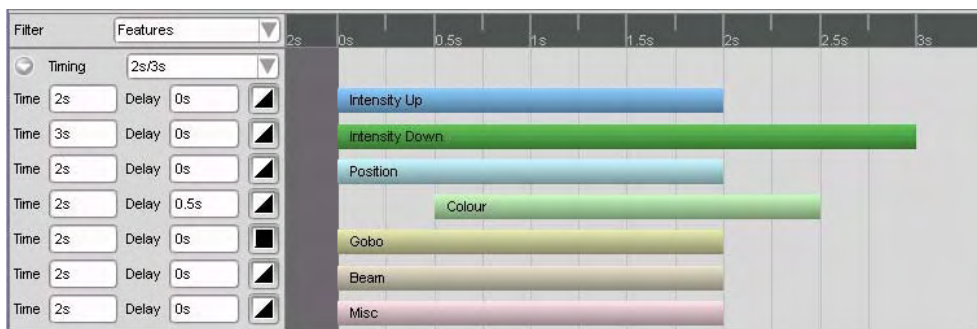 Filter Features
2s 0s 0.5s 1s 1.5s 2s 2.5s 3s
Timing 2s/3s
Time 2s Delay 0s Intensity Up
Time 3s Delay 0s Intensity Down
Time 2s Delay 0s Position
Time 2s Delay 0.5s Colour
Time 2s Delay 0s Gobo
Time 2s Delay 0s Beam
Time 2s Delay 0s Misc